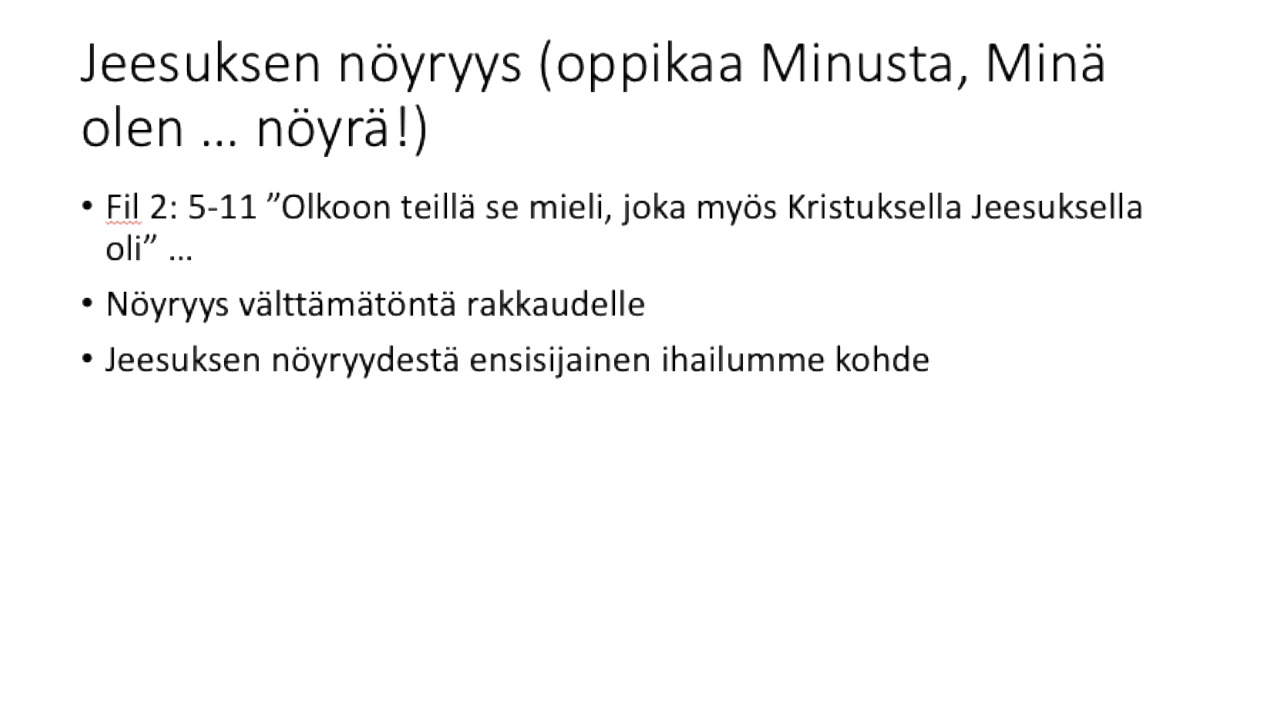 Jeesuksen nöyryys (oppikaa Minusta, Minä
olen ... nöyrä!)
• Fil 2: 5-11 ”Olkoon teillä se mieli, joka myös Kristuksella Jeesuksella
oli” ...
• Nöyryys välttämätöntä rakkaudelle
• Jeesuksen nöyryydestä ensisijainen ihailumme kohde